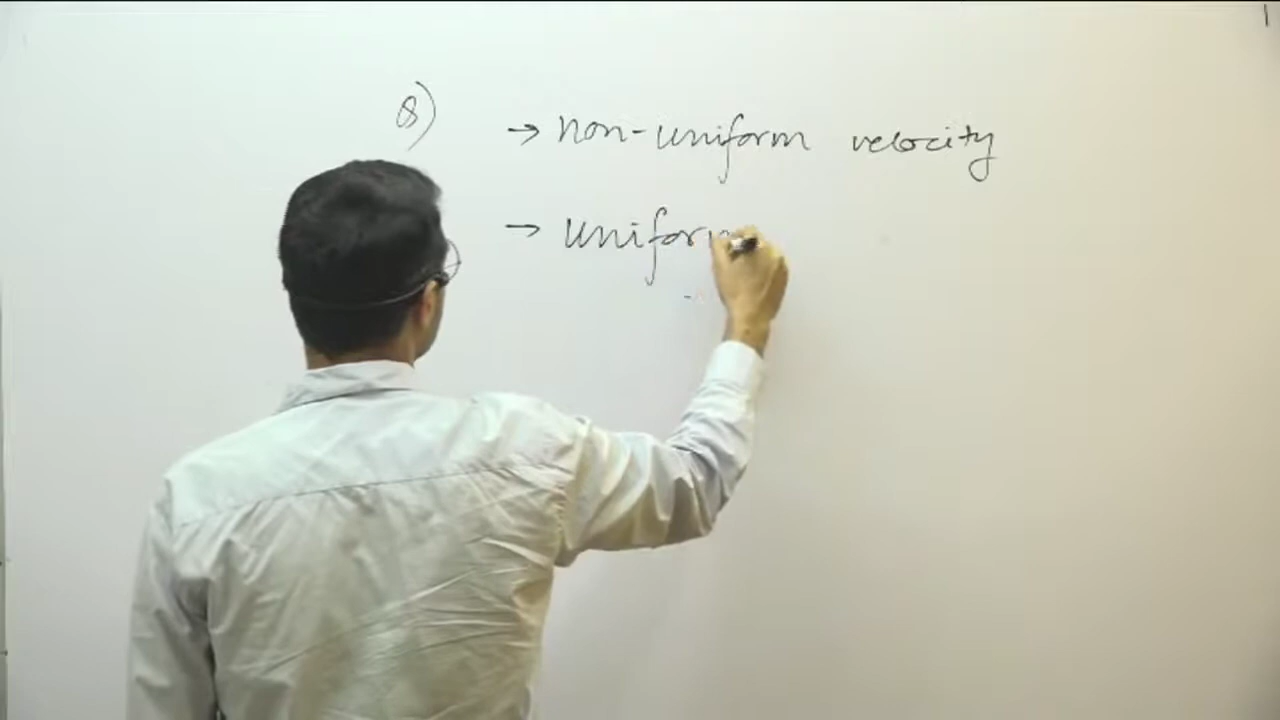 8) → non-uniform velocity
→ uniform